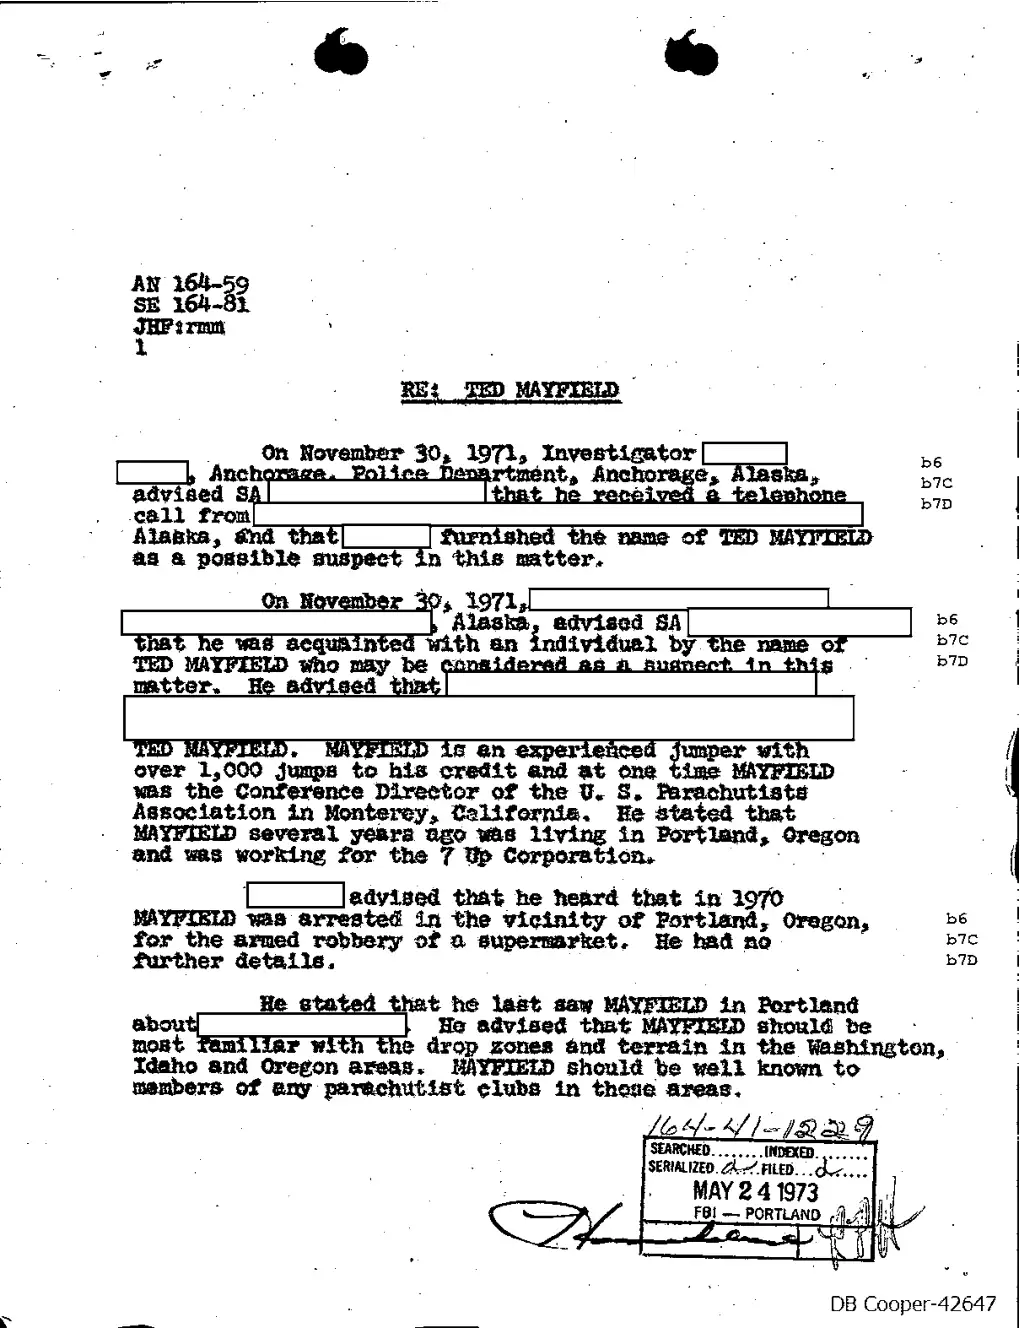 AN 164-59
SE 164-81
JHF:rmm
1
RE: TED MAYFIELD
On November 30, 1971, Investigator
, Anchorage, Police Department, Anchorage, Alaska,
advised SA that he received a telephone
call from
Alaska, and that furnished the name of TED MAYFIELD
as a possible suspect in this matter.
b6
b7C
b7D
On November 30, 1971,
, Alaska, advised SA
that he was acquainted with an individual by the name of
TED MAYFIELD who may be considered as a suspect in this
matter. He advised that
b6
b7C
b7D
TED MAYFIELD. MAYFIELD is an experienced jumper with
over 1,000 jumps to his credit and at one time MAYFIELD
was the Conference Director of the U. S. Parachutists
Association in Monterey, California. He stated that
MAYFIELD several years ago was living in Portland, Oregon
and was working for the 7 Up Corporation.
advised that he heard that in 1970
MAYFIELD was arrested in the vicinity of Portland, Oregon,
for the armed robbery of a supermarket. He had no
further details.
b6
b7C
b7D
He stated that he last saw MAYFIELD in Portland
about . He advised that MAYFIELD should be
most familiar with the drop zones and terrain in the Washington,
Idaho and Oregon areas. MAYFIELD should be well known to
members of any parachutist clubs in those areas.
164-41-1229
SEARCHED........INDEXED........
SERIALIZED.....FILED........
MAY 24 1973
FBI — PORTLAND
DB Cooper-42647